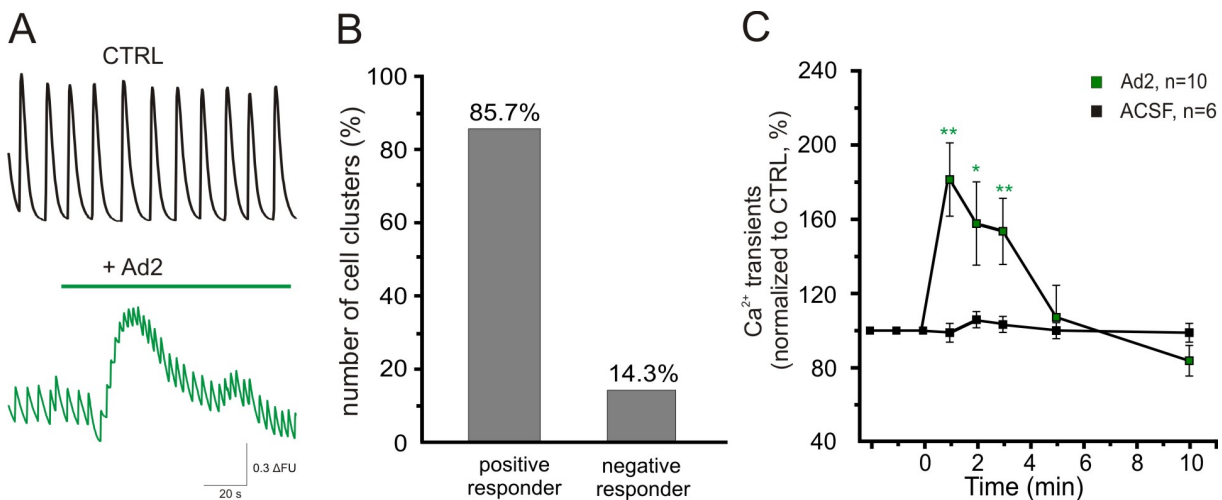 A
CTRL
+ Ad2
0.3 ΔFU
20 s
B
number of cell clusters (%)
100
80
60
40
20
0
85.7%
14.3%
positive
responder
negative
responder
C
Ca²⁺ transients
(normalized to CTRL, %)
240
200
160
120
80
40
Ad2, n=10
ACSF, n=6
**
*
**
0 2 4 6 8 10
Time (min)